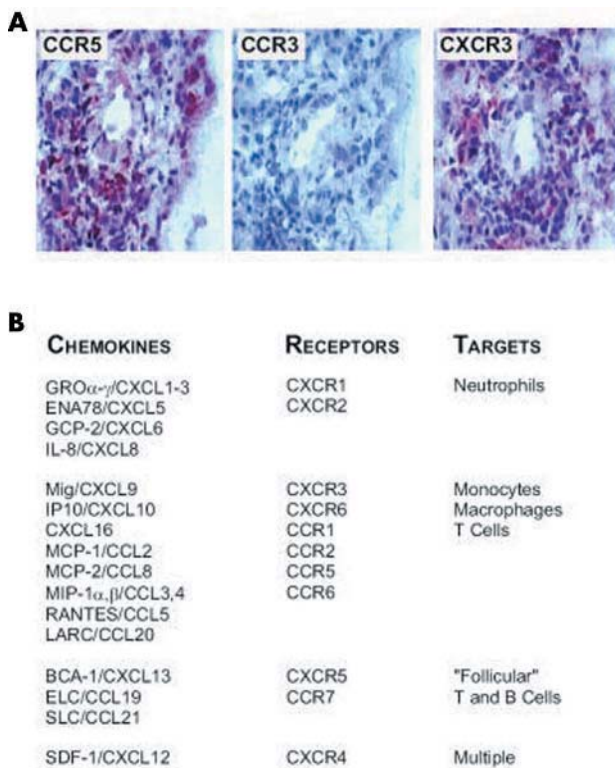 A
CCR5 CCR3 CXCR3
B
CHEMOKINES RECEPTORS TARGETS
GROα-γ/CXCL1-3 CXCR1 Neutrophils
ENA78/CXCL5 CXCR2
GCP-2/CXCL6
IL-8/CXCL8
Mig/CXCL9 CXCR3 Monocytes
IP10/CXCL10 CXCR6 Macrophages
CXCL16 CCR1 T Cells
MCP-1/CCL2 CCR2
MCP-2/CCL8 CCR5
MIP-1α,β/CCL3,4 CCR6
RANTES/CCL5
LARC/CCL20
BCA-1/CXCL13 CXCR5 "Follicular"
ELC/CCL19 CCR7 T and B Cells
SLC/CCL21
SDF-1/CXCL12 CXCR4 Multiple